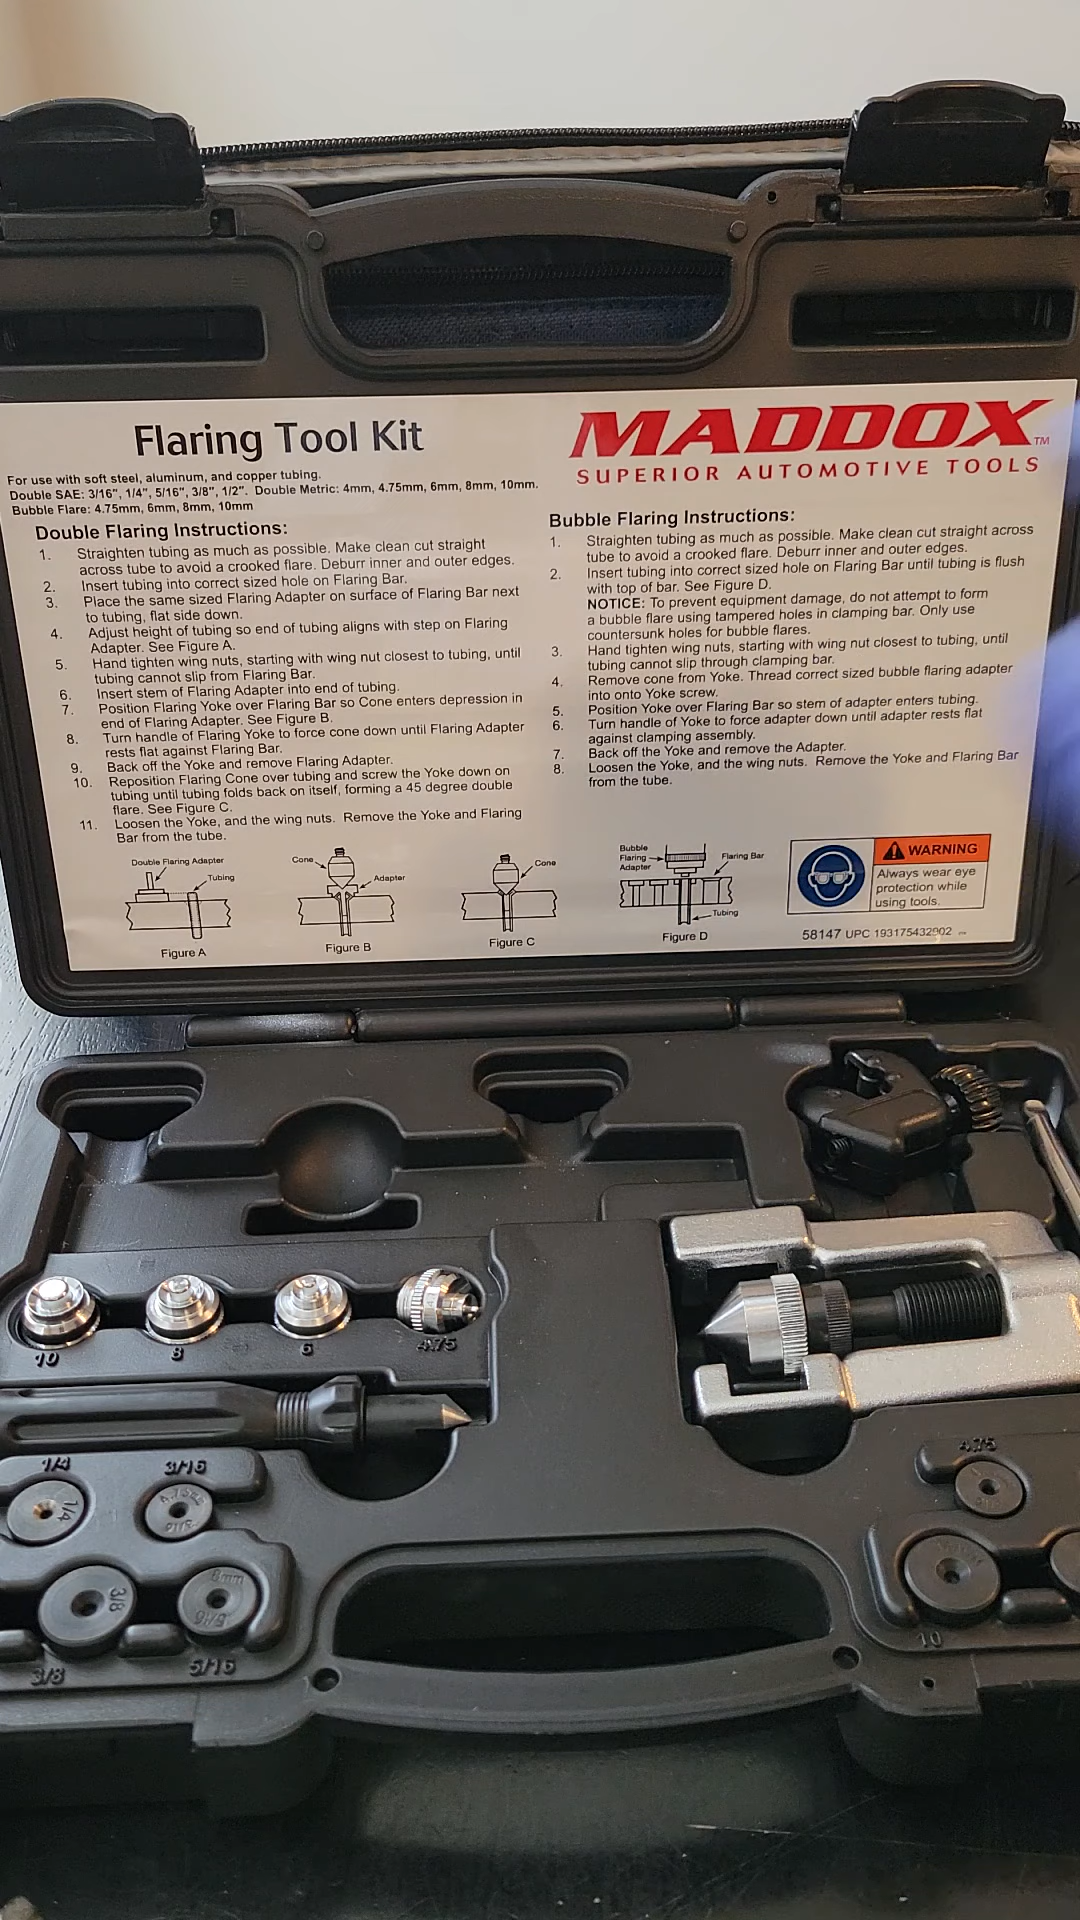 Flaring Tool Kit
MADDOX™
SUPERIOR AUTOMOTIVE TOOLS
For use with soft steel, aluminum, and copper tubing.
Double SAE: 3/16", 1/4", 5/16", 3/8", 1/2". Double Metric: 4mm, 4.75mm, 6mm, 8mm, 10mm.
Bubble Flare: 4.75mm, 6mm, 8mm, 10mm
Double Flaring Instructions:
1. Straighten tubing as much as possible. Make clean cut straight
across tube to avoid a crooked flare. Deburr inner and outer edges.
2. Insert tubing into correct sized hole on Flaring Bar.
3. Place the same sized Flaring Adapter on surface of Flaring Bar next
to tubing, flat side down.
4. Adjust height of tubing so end of tubing aligns with step on Flaring
Adapter. See Figure A.
5. Hand tighten wing nuts, starting with wing nut closest to tubing, until
tubing cannot slip from Flaring Bar.
6. Insert stem of Flaring Adapter into end of tubing.
7. Position Flaring Yoke over Flaring Bar so Cone enters depression in
end of Flaring Adapter. See Figure B.
8. Turn handle of Flaring Yoke to force cone down until Flaring Adapter
rests flat against Flaring Bar.
9. Back off the Yoke and remove Flaring Adapter.
10. Reposition Flaring Cone over tubing and screw the Yoke down on
tubing until tubing folds back on itself, forming a 45 degree double
flare. See Figure C.
11. Loosen the Yoke, and the wing nuts. Remove the Yoke and Flaring
Bar from the tube.
Bubble Flaring Instructions:
1. Straighten tubing as much as possible. Make clean cut straight across
tube to avoid a crooked flare. Deburr inner and outer edges.
2. Insert tubing into correct sized hole on Flaring Bar until tubing is flush
with top of bar. See Figure D.
NOTICE: To prevent equipment damage, do not attempt to form
a bubble flare using tampered holes in clamping bar. Only use
countersunk holes for bubble flares.
3. Hand tighten wing nuts, starting with wing nut closest to tubing, until
tubing cannot slip through clamping bar.
4. Remove cone from Yoke. Thread correct sized bubble flaring adapter
into onto Yoke screw.
5. Position Yoke over Flaring Bar so stem of adapter enters tubing.
6. Turn handle of Yoke to force adapter down until adapter rests flat
against clamping assembly.
7. Back off the Yoke and remove the Adapter.
8. Loosen the Yoke, and the wing nuts. Remove the Yoke and Flaring Bar
from the tube.
Double Flaring Adapter
Tubing
Figure A
Cone
Adapter
Figure B
Cone
Figure C
Bubble
Flaring
Adapter
Flaring Bar
Tubing
Figure D
WARNING
Always wear eye
protection while
using tools.
58147 UPC 193175432902
10
8
6
4.75
1/4
3/16
1/4
3/8
8mm
5/16
3/8
5/16
4.75
10